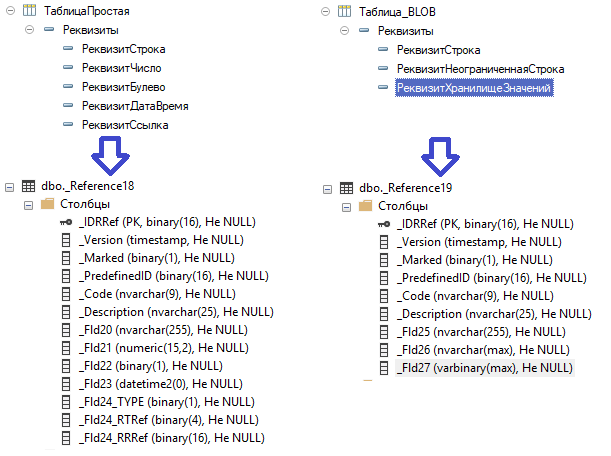 ТаблицаПростая
Реквизиты
РеквизитСтрока
РеквизитЧисло
РеквизитБулево
РеквизитДатаВремя
РеквизитСсылка
dbo._Reference18
Столбцы
_IDRRef (PK, binary(16), Не NULL)
_Version (timestamp, Не NULL)
_Marked (binary(1), Не NULL)
_PredefinedID (binary(16), Не NULL)
_Code (nvarchar(9), Не NULL)
_Description (nvarchar(25), Не NULL)
_Fld20 (nvarchar(255), Не NULL)
_Fld21 (numeric(15,2), Не NULL)
_Fld22 (binary(1), Не NULL)
_Fld23 (datetime2(0), Не NULL)
_Fld24_TYPE (binary(1), Не NULL)
_Fld24_RTRef (binary(4), Не NULL)
_Fld24_RRRef (binary(16), Не NULL)
Таблица_BLOB
Реквизиты
РеквизитСтрока
РеквизитНеограниченнаяСтрока
РеквизитХранилищеЗначений
dbo._Reference19
Столбцы
_IDRRef (PK, binary(16), Не NULL)
_Version (timestamp, Не NULL)
_Marked (binary(1), Не NULL)
_PredefinedID (binary(16), Не NULL)
_Code (nvarchar(9), Не NULL)
_Description (nvarchar(25), Не NULL)
_Fld25 (nvarchar(255), Не NULL)
_Fld26 (nvarchar(max), Не NULL)
_Fld27 (varbinary(max), Не NULL)